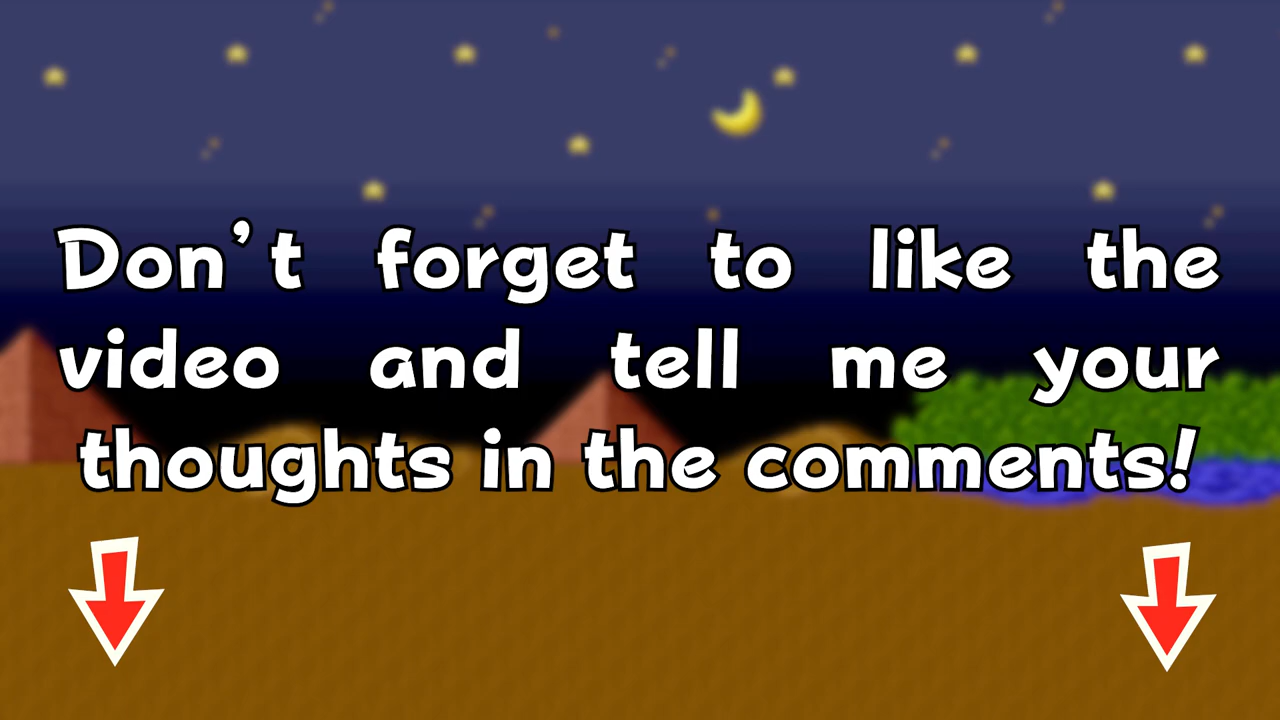 Don't forget to like the
video and tell me your
thoughts in the comments!